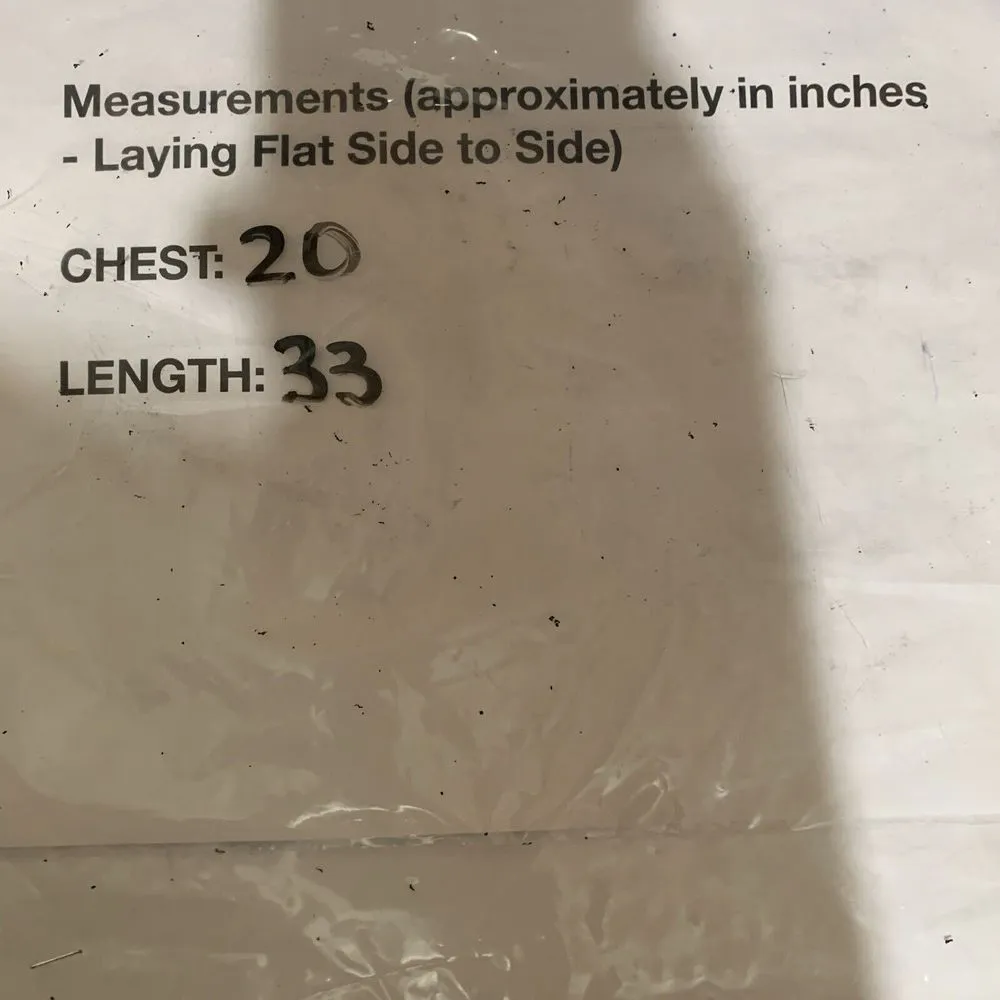 Measurements (approximately in inches
- Laying Flat Side to Side)
CHEST: 20
LENGTH: 33